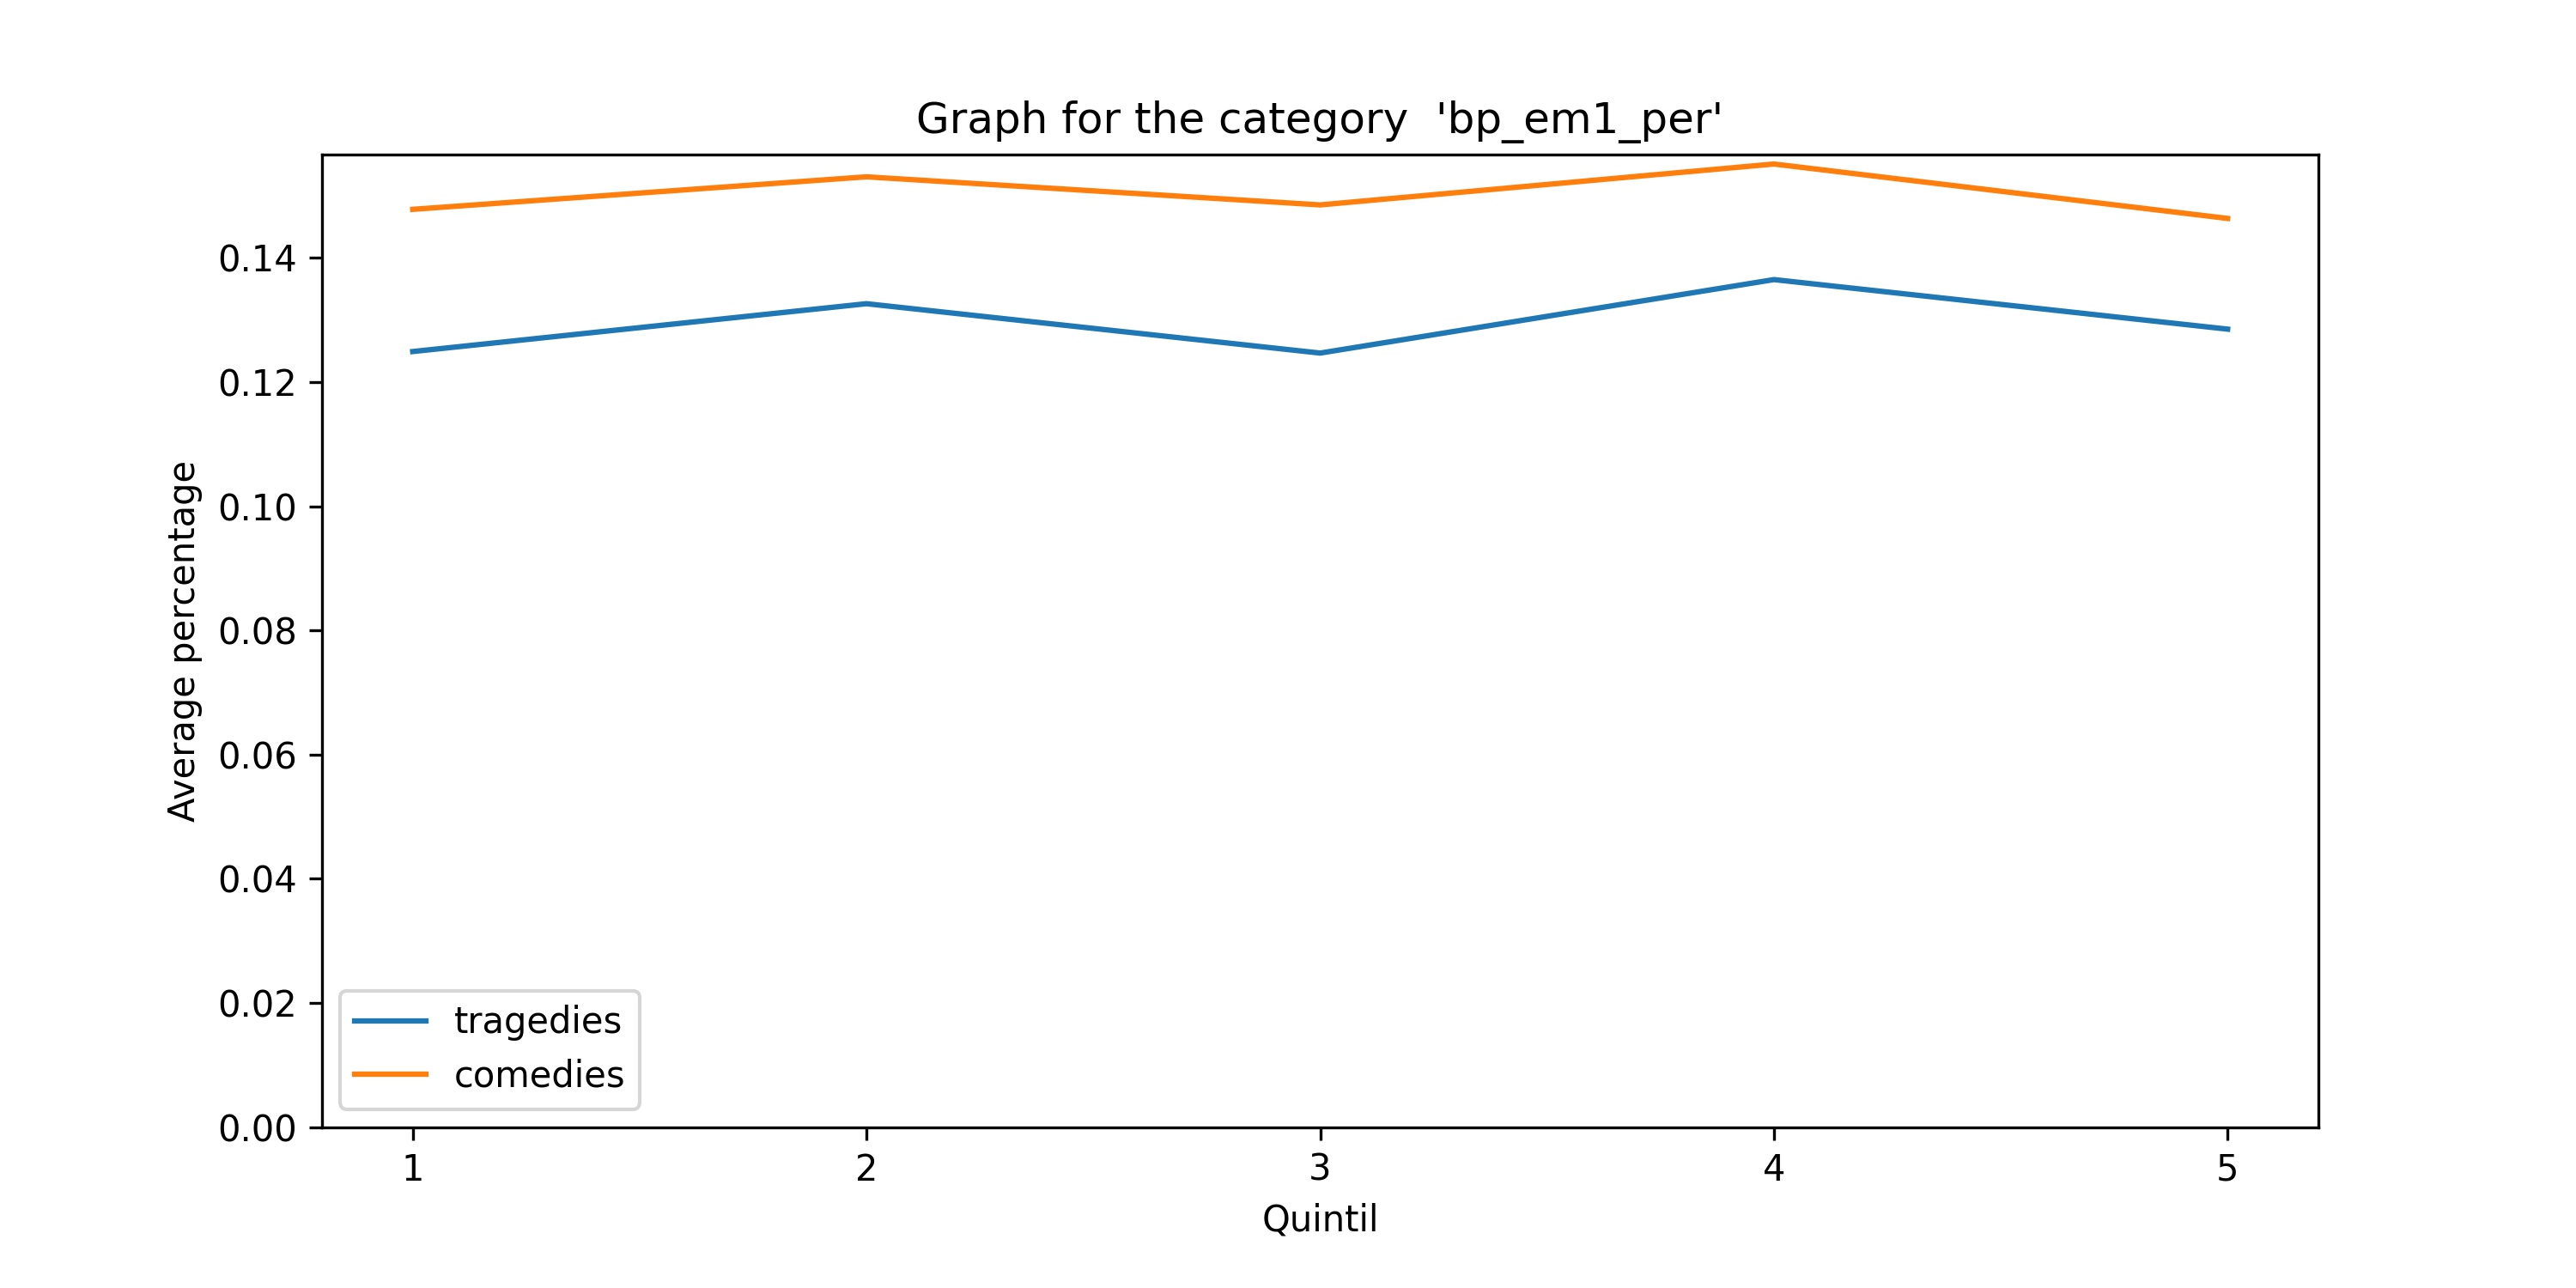 Graph for the category  'bp_em1_per'
Average percentage
0.14
0.12
0.10
0.08
0.06
0.04
0.02
0.00
tragedies
comedies
1 2 3 4 5
Quintil